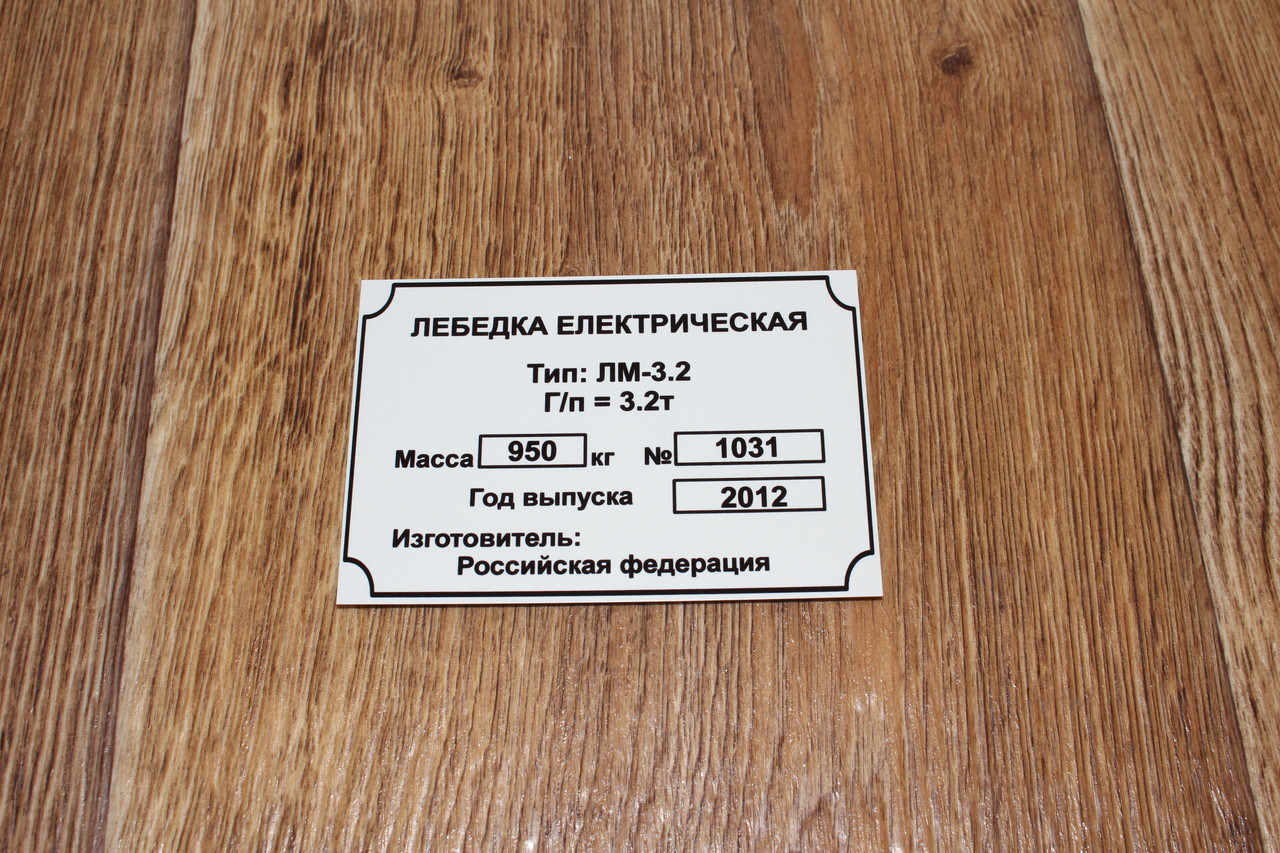 ЛЕБЕДКА ЕЛЕКТРИЧЕСКАЯ
Тип: ЛМ-3.2
Г/п = 3.2т
Масса 950 кг № 1031
Год выпуска 2012
Изготовитель:
Российская федерация